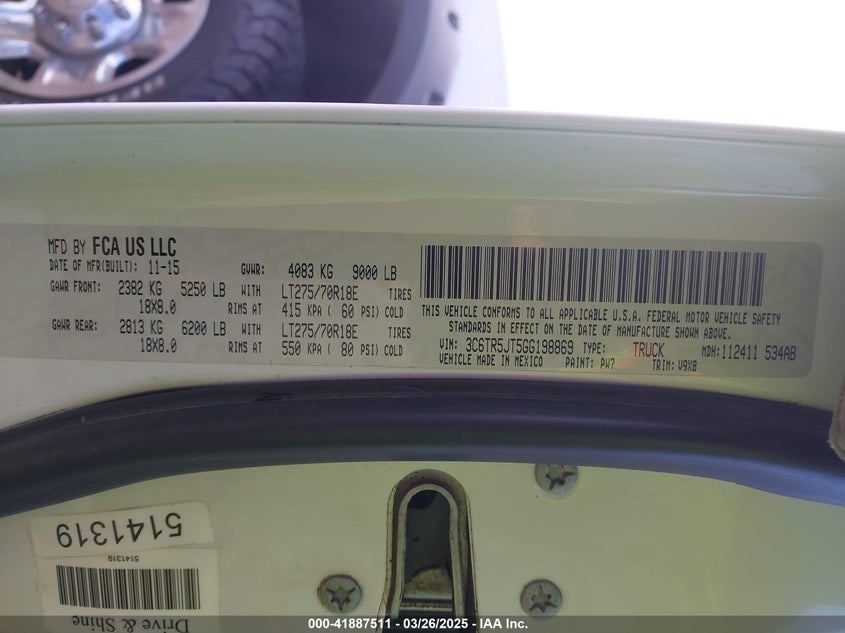 MFD BY FCA US LLC
DATE OF MFR(BUILT): 11-15 GVWR: 4083 KG 9000 LB
GAWR FRONT: 2382 KG 5250 LB WITH LT275/70R18E TIRES
18X8.0 RIMS AT 415 KPA ( 60 PSI) COLD
GAWR REAR: 2813 KG 6200 LB WITH LT275/70R18E TIRES
18X8.0 RIMS AT 550 KPA ( 80 PSI) COLD
THIS VEHICLE CONFORMS TO ALL APPLICABLE U.S.A. FEDERAL MOTOR VEHICLE SAFETY
STANDARDS IN EFFECT ON THE DATE OF MANUFACTURE SHOWN ABOVE.
VIN: 3C6TR5JT5GG198869 TYPE: TRUCK MDH: 112411 534AB
VEHICLE MADE IN MEXICO PAINT: PW7 TRIM: V9X8
5141319
5141319
Drive & Shine
000-41887511 - 03/26/2025 - IAA Inc.